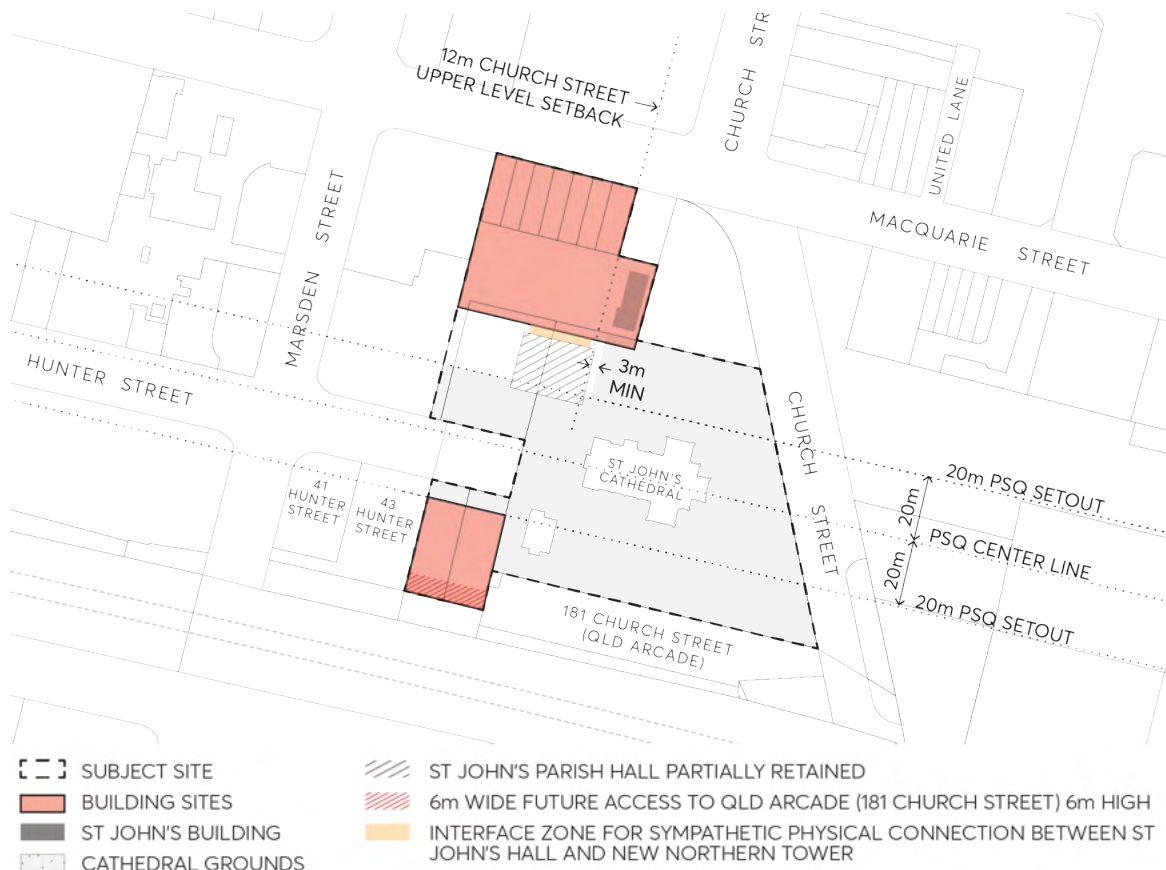 12m CHURCH STREET
UPPER LEVEL SETBACK
CHURCH STR
UNITED LANE
MACQUARIE STREET
MARSDEN STREET
HUNTER STREET
3m
MIN
CHURCH STREET
ST JOHN'S
CATHEDRAL
41
HUNTER
STREET
43
HUNTER
STREET
20m PSQ SETOUT
20m
PSQ CENTER LINE
20m
20m PSQ SETOUT
181 CHURCH STREET
(QLD ARCADE)
SUBJECT SITE
BUILDING SITES
ST JOHN'S BUILDING
CATHEDRAL GROUNDS
ST JOHN'S PARISH HALL PARTIALLY RETAINED
6m WIDE FUTURE ACCESS TO QLD ARCADE (181 CHURCH STREET) 6m HIGH
INTERFACE ZONE FOR SYMPATHETIC PHYSICAL CONNECTION BETWEEN ST
JOHN'S HALL AND NEW NORTHERN TOWER